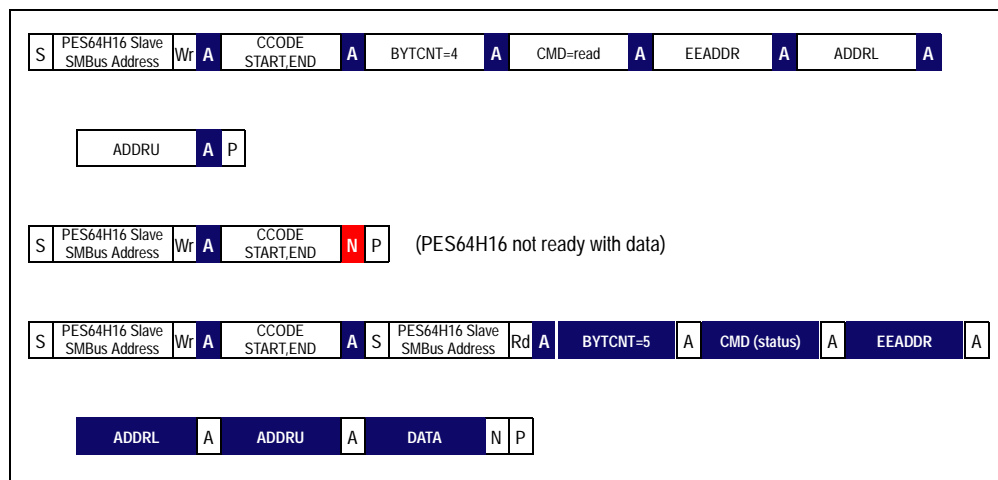 S PES64H16 Slave SMBus Address Wr A CCODE START,END A BYTCNT=4 A CMD=read A EEADDR A ADDRL A
ADDRU A P
S PES64H16 Slave SMBus Address Wr A CCODE START,END N P (PES64H16 not ready with data)
S PES64H16 Slave SMBus Address Wr A CCODE START,END A S PES64H16 Slave SMBus Address Rd A BYTCNT=5 A CMD (status) A EEADDR A
ADDRL A ADDRU A DATA N P